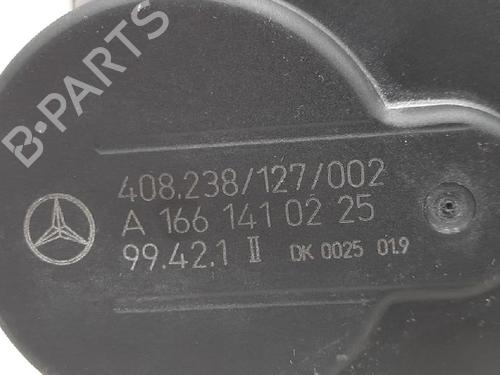 B-PARTS
408.238/127/002
A 166 141 02 25
99.42.1 II DK 0025 01.9